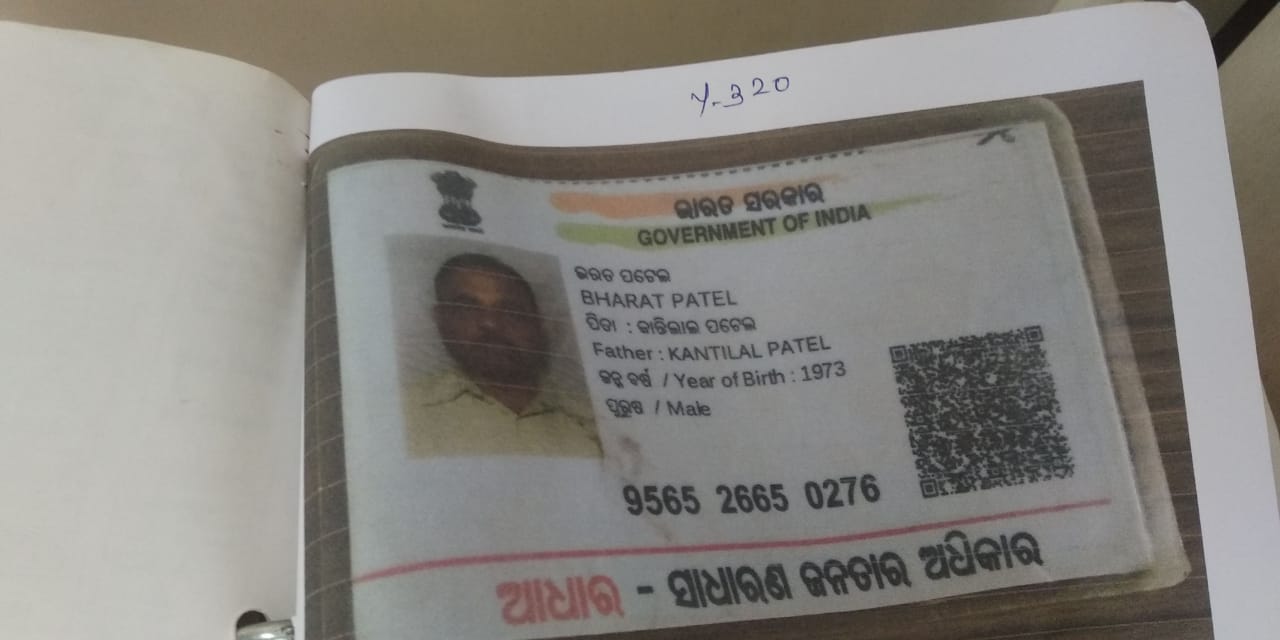 Y-320
ଭାରତ ସରକାର
GOVERNMENT OF INDIA
ଭରତ ପଟେଲ
BHARAT PATEL
ପିତା : କାନ୍ତିଲାଲ ପଟେଲ
Father : KANTILAL PATEL
ଜନ୍ମ ବର୍ଷ / Year of Birth : 1973
ପୁରୁଷ / Male
9565 2665 0276
ଆଧାର - ସାଧାରଣ ଜନତାର ଅଧିକାର